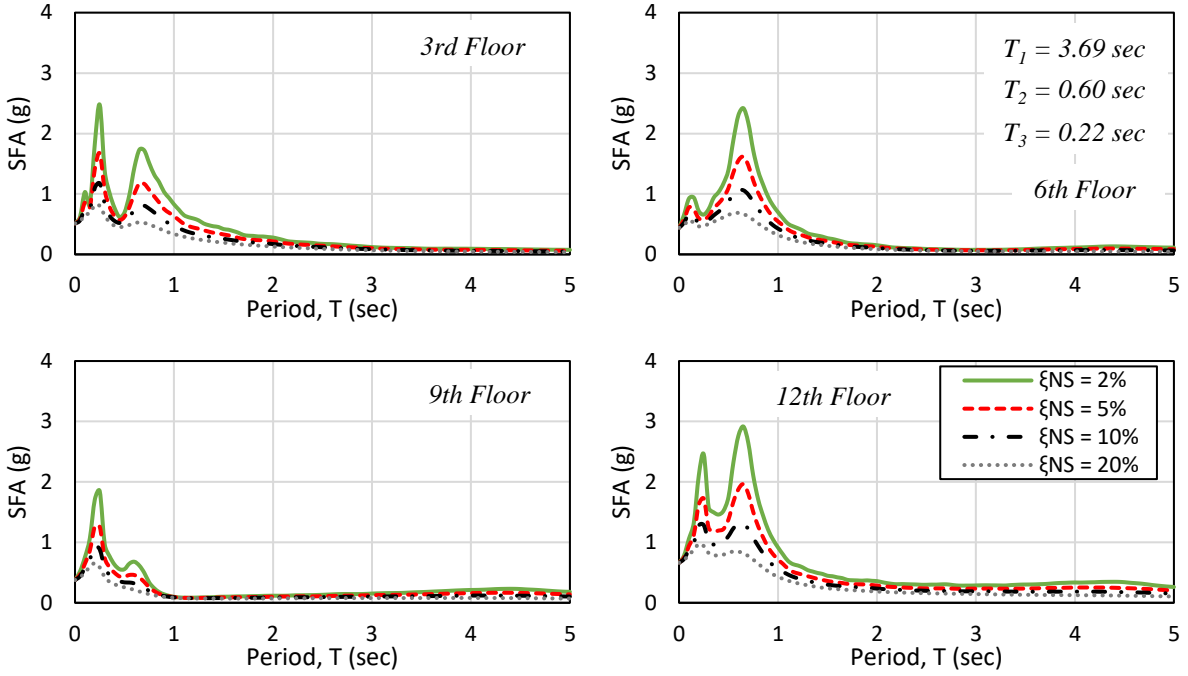 4
3
2
1
0
SFA (g)
3rd Floor
0 1 2 3 4 5
Period, T (sec)
4
3
2
1
0
SFA (g)
T1 = 3.69 sec
T2 = 0.60 sec
T3 = 0.22 sec
6th Floor
0 1 2 3 4 5
Period, T (sec)
4
3
2
1
0
SFA (g)
9th Floor
0 1 2 3 4 5
Period, T (sec)
4
3
2
1
0
SFA (g)
12th Floor
ξNS = 2%
ξNS = 5%
ξNS = 10%
ξNS = 20%
0 1 2 3 4 5
Period, T (sec)